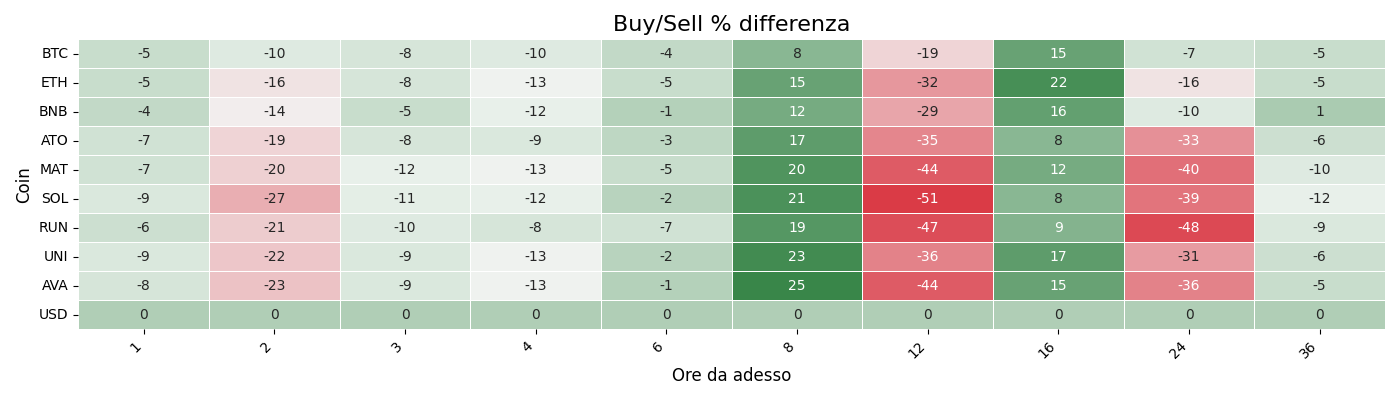 Buy/Sell % differenza
Coin
BTC -5 -10 -8 -10 -4 8 -19 15 -7 -5
ETH -5 -16 -8 -13 -5 15 -32 22 -16 -5
BNB -4 -14 -5 -12 -1 12 -29 16 -10 1
ATO -7 -19 -8 -9 -3 17 -35 8 -33 -6
MAT -7 -20 -12 -13 -5 20 -44 12 -40 -10
SOL -9 -27 -11 -12 -2 21 -51 8 -39 -12
RUN -6 -21 -10 -8 -7 19 -47 9 -48 -9
UNI -9 -22 -9 -13 -2 23 -36 17 -31 -6
AVA -8 -23 -9 -13 -1 25 -44 15 -36 -5
USD 0 0 0 0 0 0 0 0 0 0
1 2 3 4 6 8 12 16 24 36
Ore da adesso